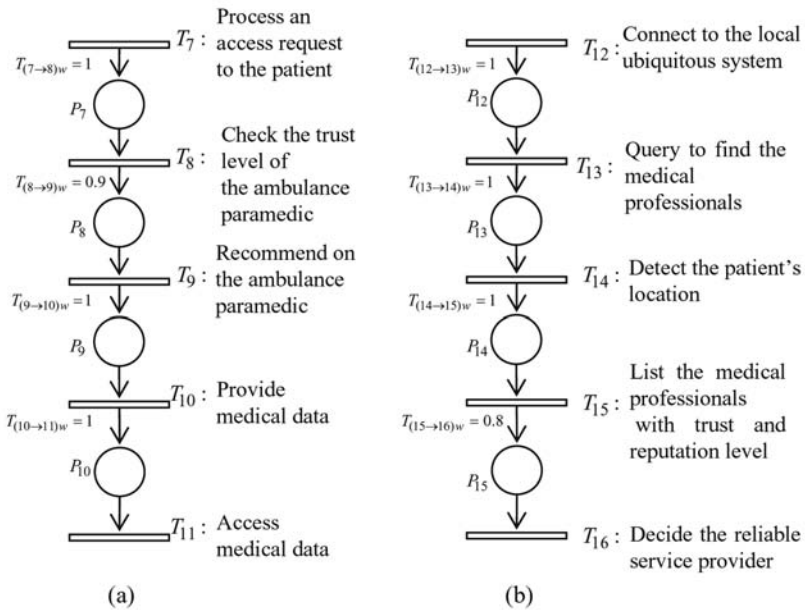 T7 : Process an
access request
to the patient
T(7→8)w = 1
P7
T8 : Check the trust
level of
the ambulance
paramedic
T(8→9)w = 0.9
P8
T9 : Recommend on
the ambulance
paramedic
T(9→10)w = 1
P9
T10 : Provide
medical data
T(10→11)w = 1
P10
T11 : Access
medical data
(a)
T12 : Connect to the local
ubiquitous system
T(12→13)w = 1
P12
T13 : Query to find the
medical
professionals
T(13→14)w = 1
P13
T14 : Detect the patient's
location
T(14→15)w = 1
P14
T15 : List the medical
professionals
with trust and
reputation level
T(15→16)w = 0.8
P15
T16 : Decide the reliable
service provider
(b)